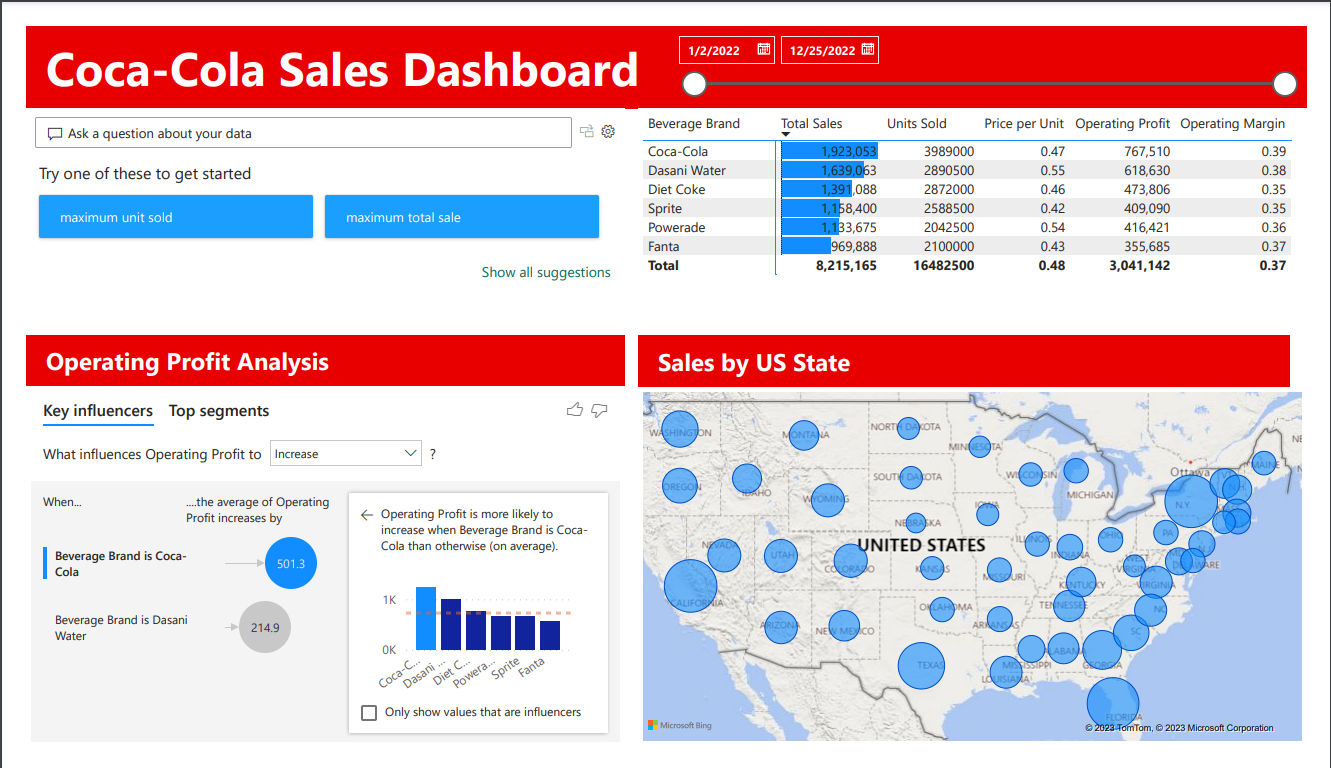 Coca-Cola Sales Dashboard
1/2/2022
12/25/2022
Ask a question about your data
Try one of these to get started
maximum unit sold
maximum total sale
Show all suggestions
Beverage Brand Total Sales Units Sold Price per Unit Operating Profit Operating Margin
Coca-Cola 1,923,053 3989000 0.47 767,510 0.39
Dasani Water 1,639,063 2890500 0.55 618,630 0.38
Diet Coke 1,391,088 2872000 0.46 473,806 0.35
Sprite 1,158,400 2588500 0.42 409,090 0.35
Powerade 1,133,675 2042500 0.54 416,421 0.36
Fanta 969,888 2100000 0.43 355,685 0.37
Total 8,215,165 16482500 0.48 3,041,142 0.37
Operating Profit Analysis
Key influencers Top segments
What influences Operating Profit to Increase ?
When...
....the average of Operating
Profit increases by
Beverage Brand is Coca-
Cola
501.3
Beverage Brand is Dasani
Water
214.9
Operating Profit is more likely to
increase when Beverage Brand is Coca-
Cola than otherwise (on average).
1K
0K
Coca-C...
Dasani ...
Diet C...
Powera...
Sprite
Fanta
Only show values that are influencers
Sales by US State
WASHINGTON
MONTANA
NORTH DAKOTA
MINNESOTA
OREGON
IDAHO
WYOMING
SOUTH DAKOTA
WISCONSIN
MICHIGAN
Ottawa
MAINE
N.H.
N.Y.
IOWA
NEBRASKA
UNITED STATES
NEVADA
UTAH
COLORADO
KANSAS
MISSOURI
ILLINOIS
INDIANA
OHIO
PA
WEST
VIRGINIA
DELAWARE
KENTUCKY
VIRGINIA
CALIFORNIA
ARIZONA
NEW MEXICO
OKLAHOMA
ARKANSAS
TENNESSEE
NC
SC
TEXAS
LOUISIANA
MISSISSIPPI
ALABAMA
GEORGIA
FLORIDA
Microsoft Bing
© 2023 TomTom, © 2023 Microsoft Corporation